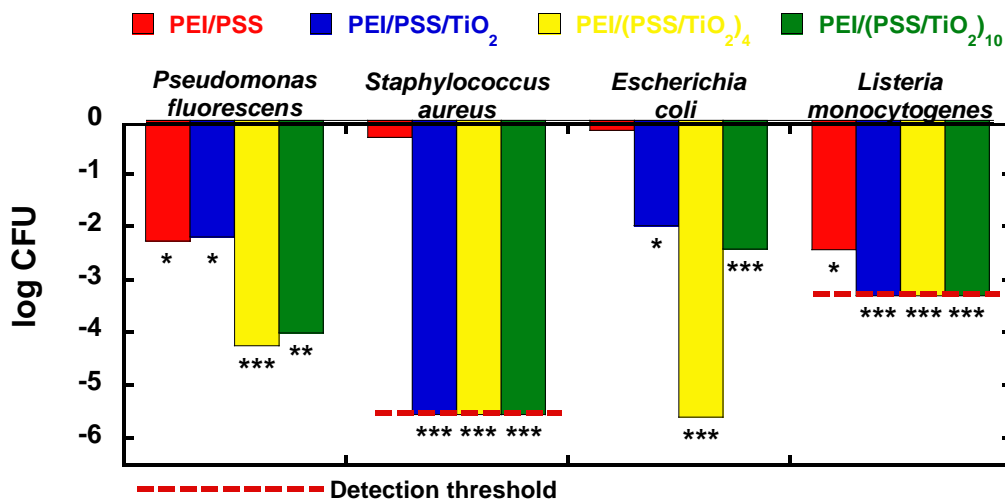 PEI/PSS PEI/PSS/TiO₂ PEI/(PSS/TiO₂)₄ PEI/(PSS/TiO₂)₁₀
Pseudomonas Staphylococcus Escherichia Listeria
fluorescens aureus coli monocytogenes
0
-1
-2
-3
-4
-5
-6
log CFU
* * *** **
*** *** ***
* *** ***
* *** *** ***
Detection threshold